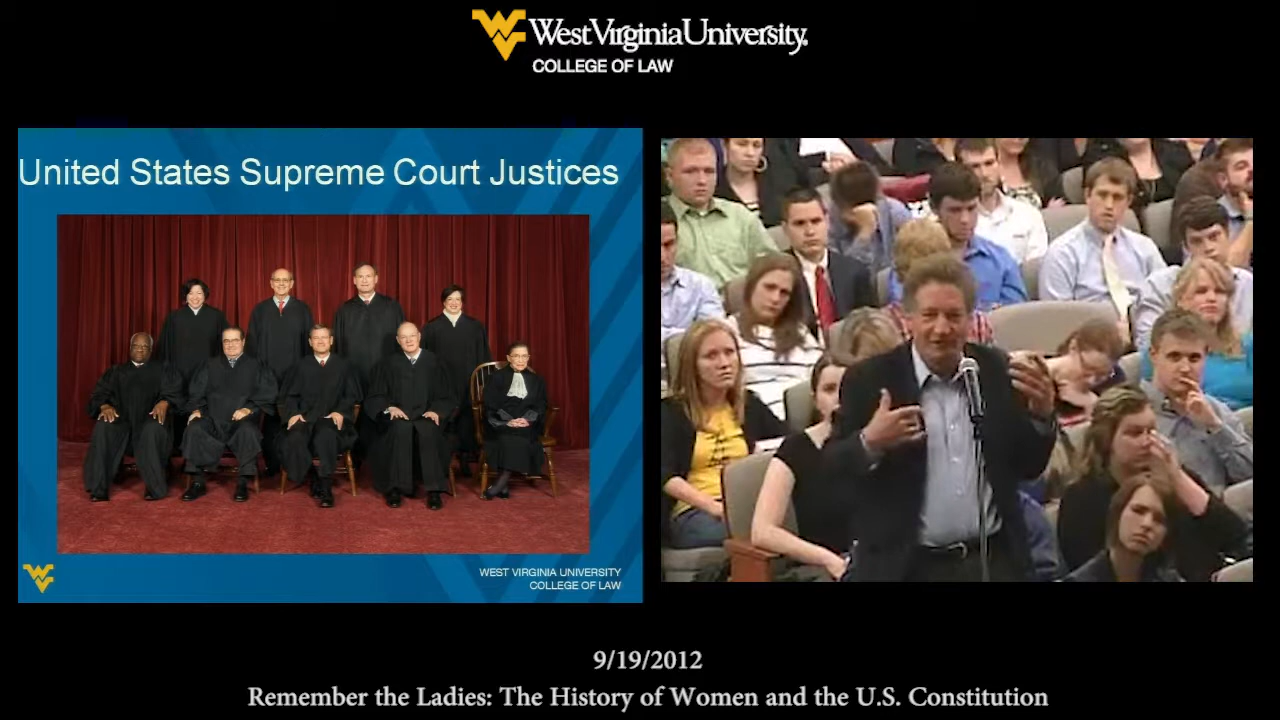 West Virginia University.
COLLEGE OF LAW
United States Supreme Court Justices
WEST VIRGINIA UNIVERSITY
COLLEGE OF LAW
9/19/2012
Remember the Ladies: The History of Women and the U.S. Constitution